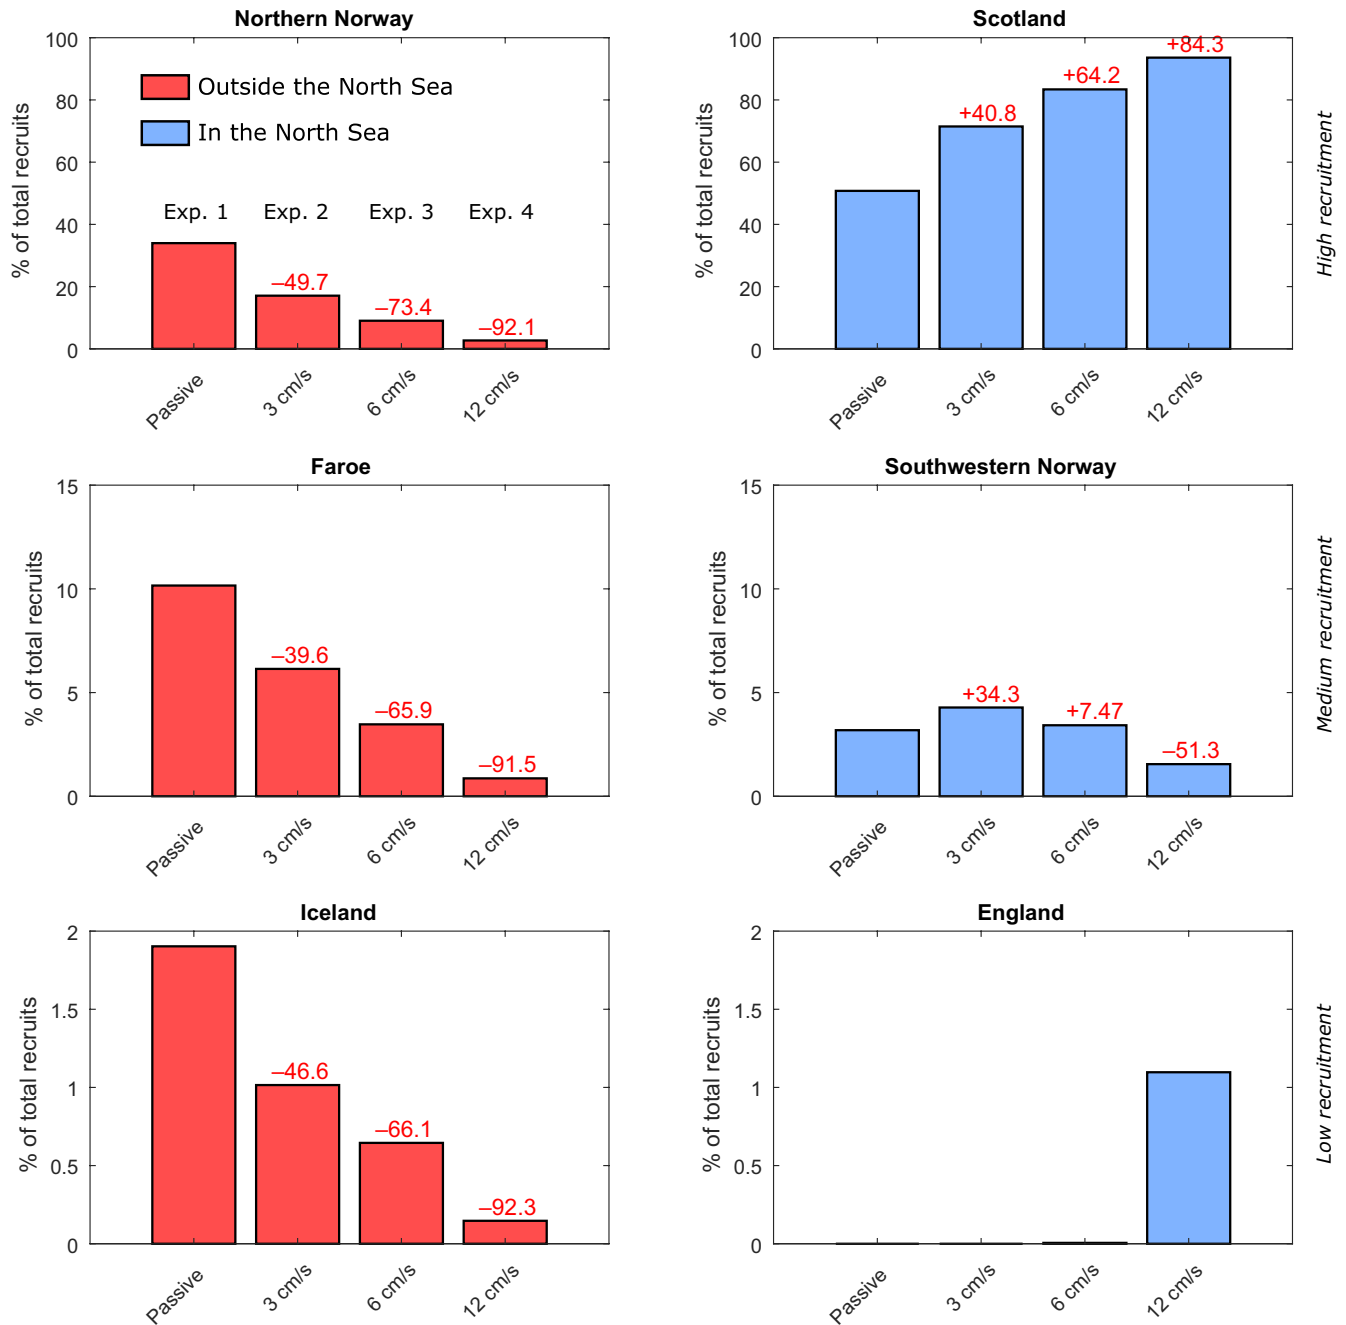 Northern Norway
% of total recruits
100
80
60
40
20
0
Outside the North Sea
In the North Sea
Exp. 1
Exp. 2
Exp. 3
Exp. 4
–49.7
–73.4
–92.1
Passive
3 cm/s
6 cm/s
12 cm/s
Scotland
% of total recruits
100
80
60
40
20
0
+40.8
+64.2
+84.3
Passive
3 cm/s
6 cm/s
12 cm/s
High recruitment
Faroe
% of total recruits
15
10
5
0
–39.6
–65.9
–91.5
Passive
3 cm/s
6 cm/s
12 cm/s
Southwestern Norway
% of total recruits
15
10
5
0
+34.3
+7.47
–51.3
Passive
3 cm/s
6 cm/s
12 cm/s
Medium recruitment
Iceland
% of total recruits
2
1.5
1
0.5
0
–46.6
–66.1
–92.3
Passive
3 cm/s
6 cm/s
12 cm/s
England
% of total recruits
2
1.5
1
0.5
0
Passive
3 cm/s
6 cm/s
12 cm/s
Low recruitment